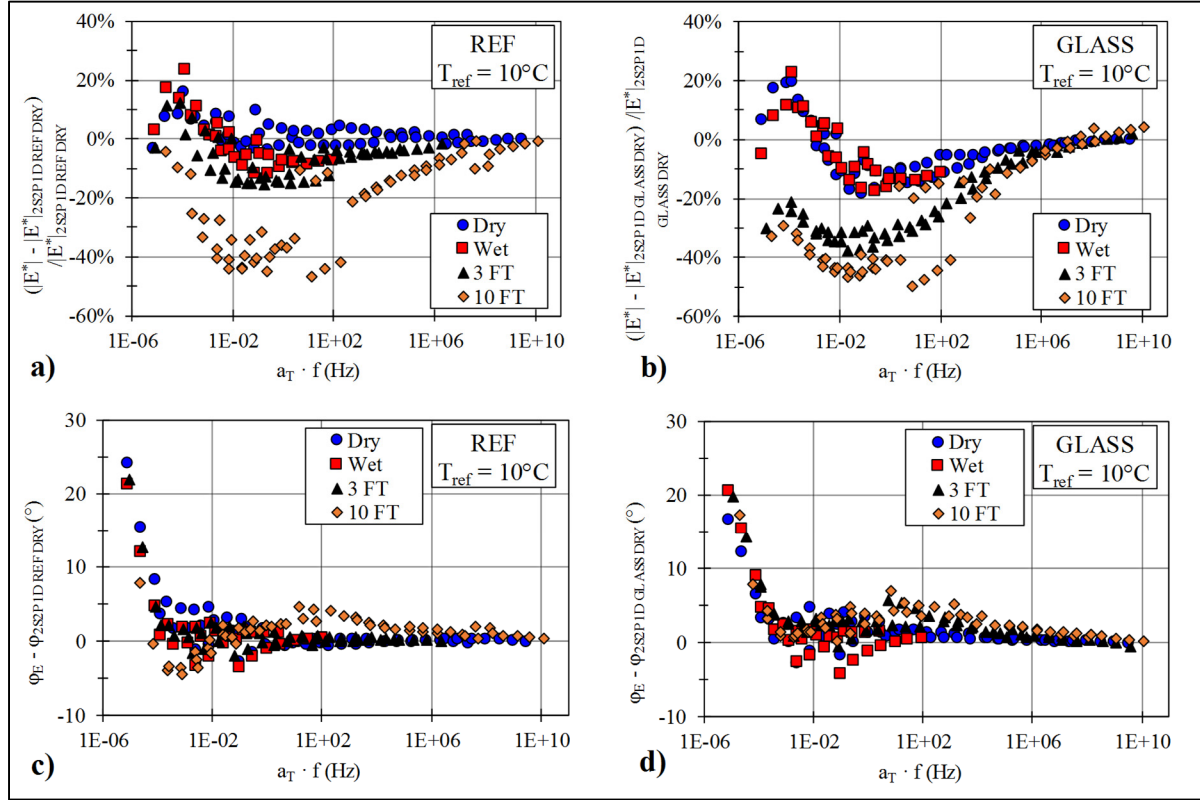 40%
20%
0%
-20%
-40%
-60%
(|E*| - |E*|2S2P1D REF DRY)
/|E*|2S2P1D REF DRY
REF
Tref = 10°C
Dry
Wet
3 FT
10 FT
1E-06 1E-02 1E+02 1E+06 1E+10
a)
aT · f (Hz)
40%
20%
0%
-20%
-40%
-60%
(|E*| - |E*|2S2P1D GLASS DRY) /|E*|2S2P1D
GLASS DRY
GLASS
Tref = 10°C
Dry
Wet
3 FT
10 FT
1E-06 1E-02 1E+02 1E+06 1E+10
b)
aT · f (Hz)
30
20
10
0
-10
φE - φ2S2P1D REF DRY (°)
Dry
Wet
3 FT
10 FT
REF
Tref = 10°C
1E-06 1E-02 1E+02 1E+06 1E+10
c)
aT · f (Hz)
30
20
10
0
-10
φE - φ2S2P1D GLASS DRY (°)
Dry
Wet
3 FT
10 FT
GLASS
Tref = 10°C
1E-06 1E-02 1E+02 1E+06 1E+10
d)
aT · f (Hz)